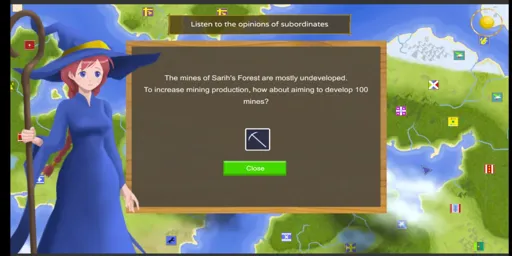 Listen to the opinions of subordinates
The mines of Sarih's Forest are mostly undeveloped.
To increase mining production, how about aiming to develop 100
mines?
Close